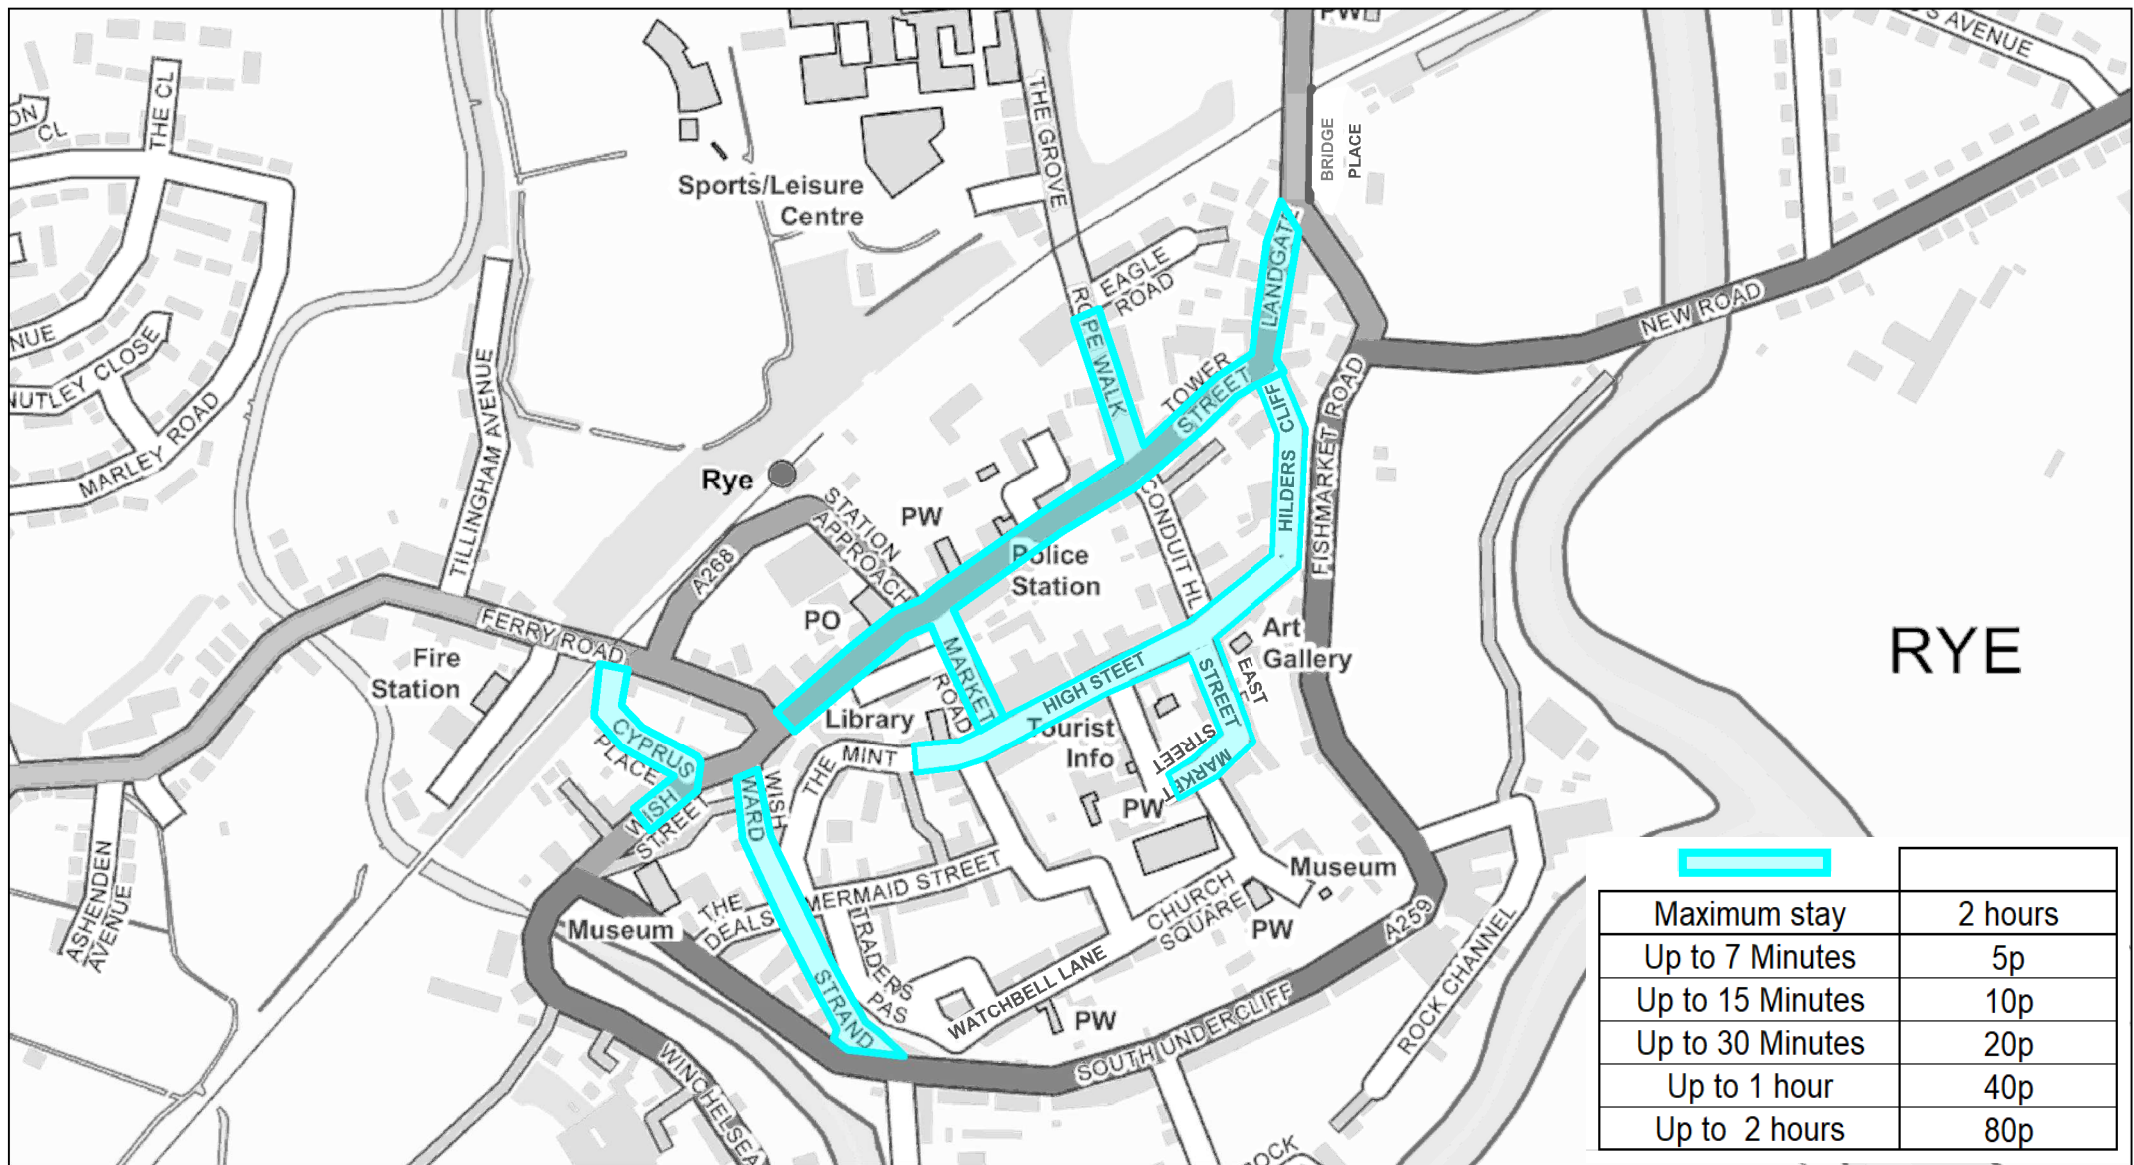 PW
S AVENUE
THE CL
ON
CL
THE GROVE
BRIDGE
PLACE
Sports/Leisure
Centre
EAGLE
ROAD
LANDGATE
ROPE WALK
NEW ROAD
NUE
NUTLEY CLOSE
MARLEY ROAD
TILLINGHAM AVENUE
TOWER
STREET
HILDERS CLIFF
FISHMARKET ROAD
Rye
STATION
APPROACH
PW
CONDUIT HL
A268
Police
Station
PO
FERRY ROAD
Fire
Station
MARKET
ROAD
HIGH STEET
Art
Gallery
EAST
STREET
RYE
Library
CYPRUS
PLACE
THE MINT
Tourist
Info
MARKET
STREET
WISH
STREET
WARD
WISH
PW
ASHENDEN
AVENUE
Museum
THE
DEALS
MERMAID STREET
CHURCH
SQUARE
Museum
PW
A259
TRADERS
PAS
STRAND
WATCHBELL LANE
PW
SOUTH UNDERCLIFF
ROCK CHANNEL
WINCHELSEA
OCK
Maximum stay 2 hours
Up to 7 Minutes 5p
Up to 15 Minutes 10p
Up to 30 Minutes 20p
Up to 1 hour 40p
Up to 2 hours 80p